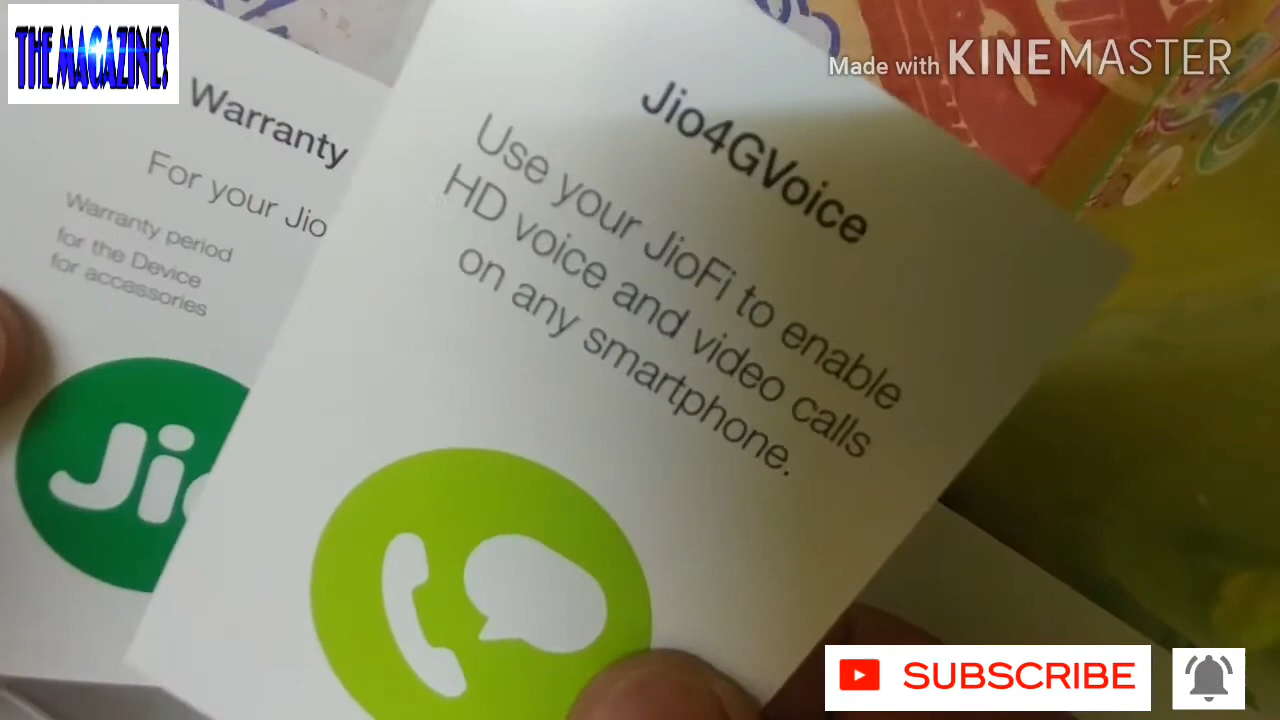 THE MAGAZINE!
Made with KINEMASTER
Warranty
For your Jio
Warranty period
for the Device
for accessories
Jio
Jio4GVoice
Use your JioFi to enable
HD voice and video calls
on any smartphone.
SUBSCRIBE